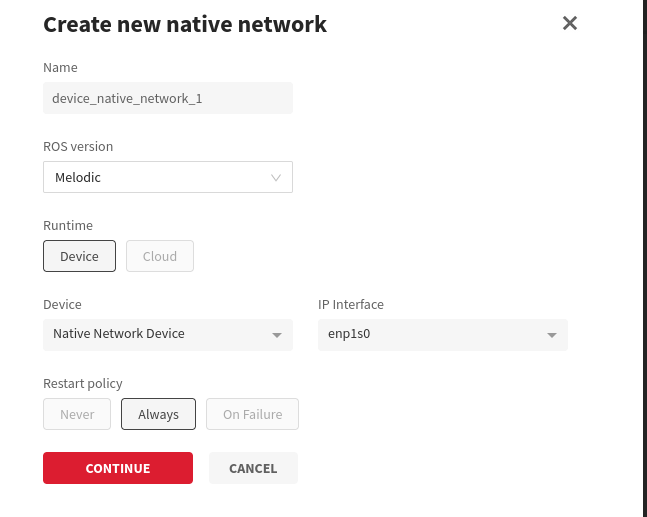 Create new native network
Name
device_native_network_1
ROS version
Melodic
Runtime
Device Cloud
Device IP Interface
Native Network Device enp1s0
Restart policy
Never Always On Failure
CONTINUE CANCEL